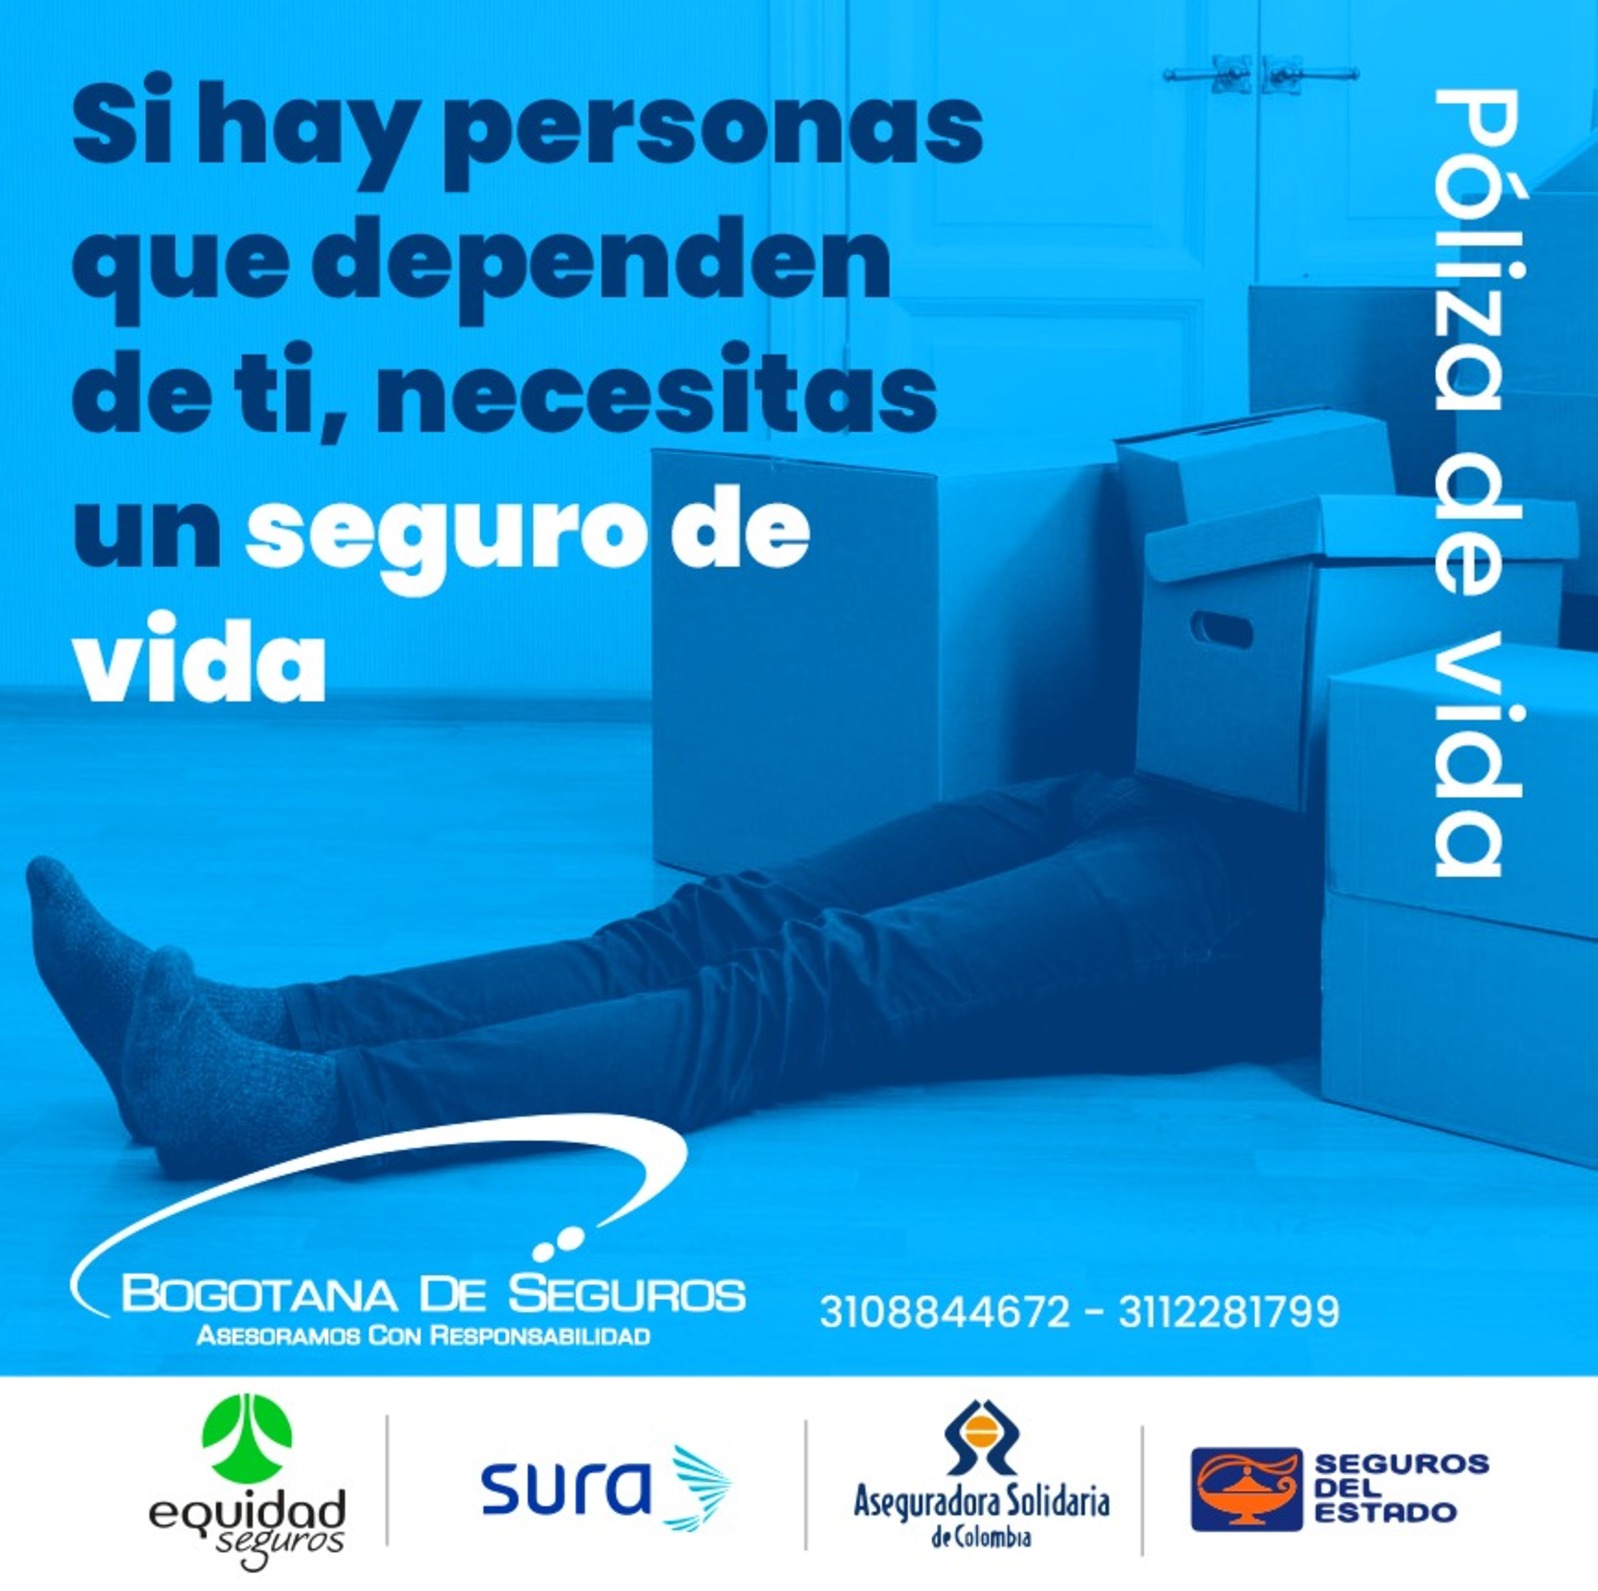 Si hay personas
que dependen
de ti, necesitas
un seguro de
vida
Póliza de vida
BOGOTANA DE SEGUROS
ASESORAMOS CON RESPONSABILIDAD
3108844672 - 3112281799
equidad
seguros
sura
Aseguradora Solidaria
de Colombia
SEGUROS
DEL
ESTADO